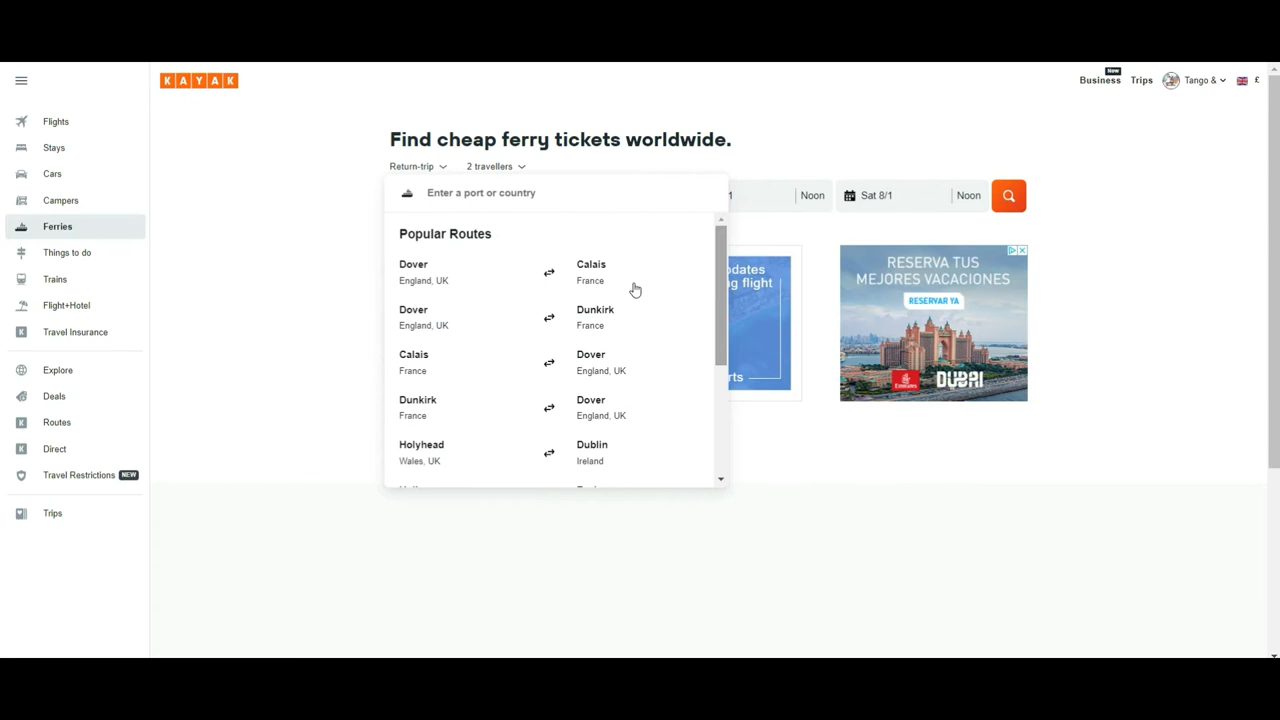 KAYAK
New
Business Trips Tango & £
Flights
Stays
Cars
Campers
Ferries
Things to do
Trains
Flight+Hotel
Travel Insurance
Explore
Deals
Routes
Direct
Travel Restrictions NEW
Trips
Find cheap ferry tickets worldwide.
Return-trip 2 travellers
Enter a port or country
1 Noon Sat 8/1 Noon
Popular Routes
Dover Calais
England, UK France
Dover Dunkirk
England, UK France
Calais Dover
France England, UK
Dunkirk Dover
France England, UK
Holyhead Dublin
Wales, UK Ireland
dates
g flight
rts
RESERVA TUS
MEJORES VACACIONES
RESERVAR YA
Emirates
DUBAI